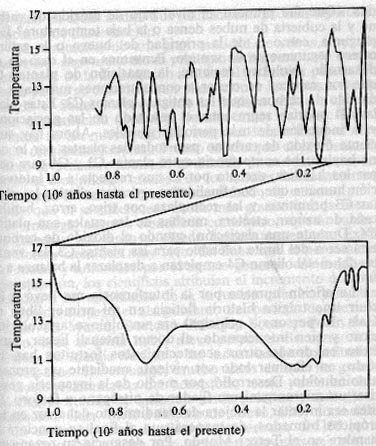 17
15
13
11
9
Temperatura
1.0 0.8 0.6 0.4 0.2
Tiempo (10⁶ años hasta el presente)
17
15
13
11
9
Temperatura
1.0 0.8 0.6 0.4 0.2
Tiempo (10⁵ años hasta el presente)